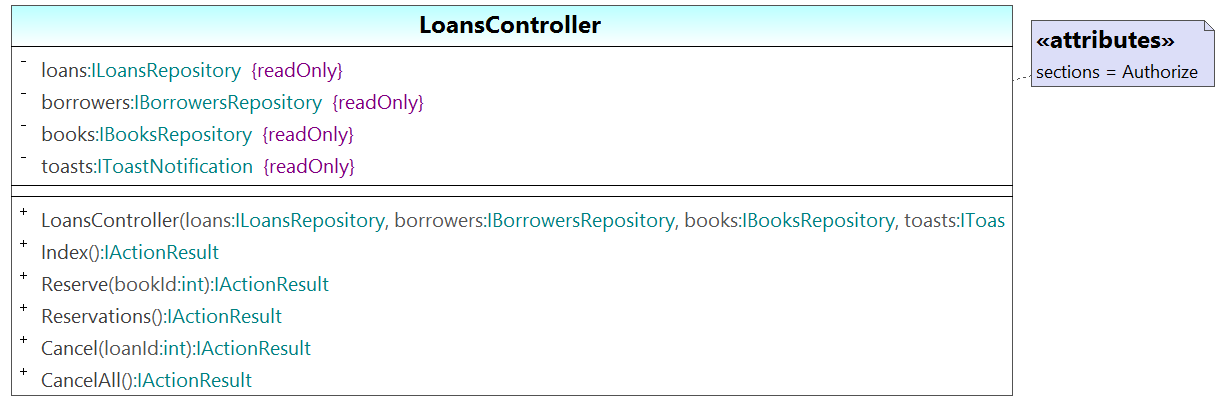 LoansController
- loans:ILoansRepository {readOnly}
- borrowers:IBorrowersRepository {readOnly}
- books:IBooksRepository {readOnly}
- toasts:IToastNotification {readOnly}
+ LoansController(loans:ILoansRepository, borrowers:IBorrowersRepository, books:IBooksRepository, toasts:IToas
+ Index():IActionResult
+ Reserve(bookId:int):IActionResult
+ Reservations():IActionResult
+ Cancel(loanId:int):IActionResult
+ CancelAll():IActionResult
«attributes»
sections = Authorize